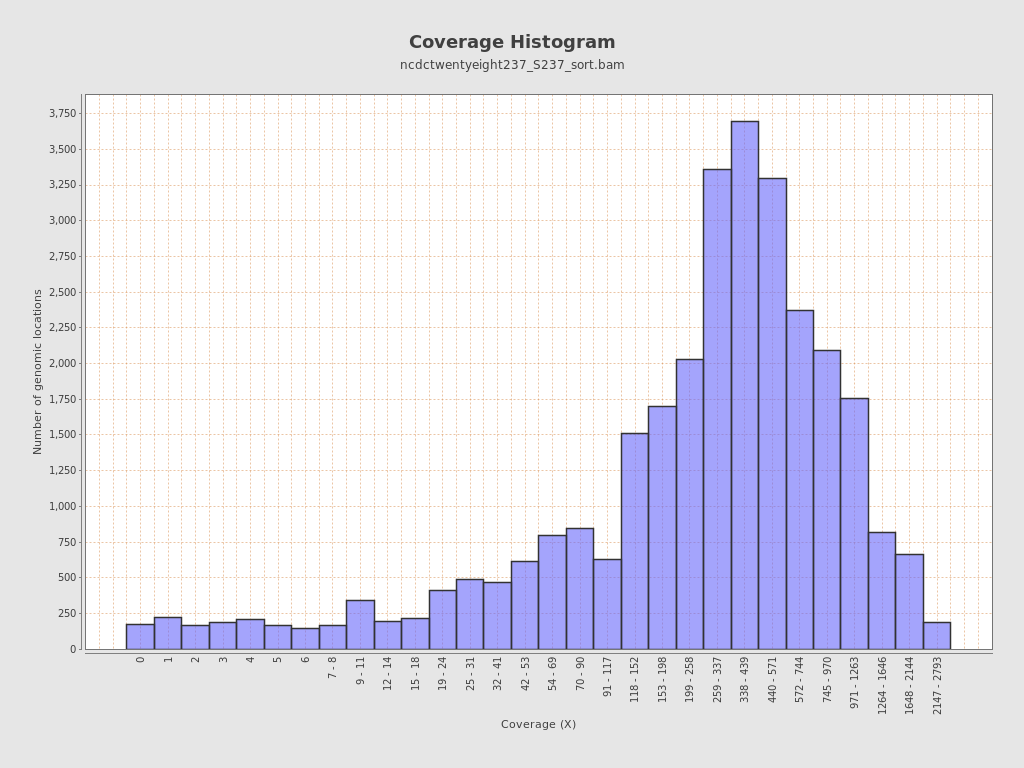 Coverage Histogram
ncdctwentyeight237_S237_sort.bam
Number of genomic locations
3,750
3,500
3,250
3,000
2,750
2,500
2,250
2,000
1,750
1,500
1,250
1,000
750
500
250
0
0
1
2
3
4
5
6
7 - 8
9 - 11
12 - 14
15 - 18
19 - 24
25 - 31
32 - 41
42 - 53
54 - 69
70 - 90
91 - 117
118 - 152
153 - 198
199 - 258
259 - 337
338 - 439
440 - 571
572 - 744
745 - 970
971 - 1263
1264 - 1646
1648 - 2144
2147 - 2793
Coverage (X)